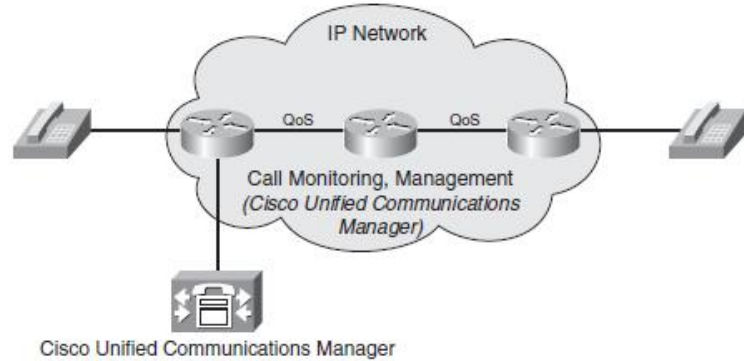 IP Network
QoS
QoS
Call Monitoring, Management
(Cisco Unified Communications
Manager)
Cisco Unified Communications Manager